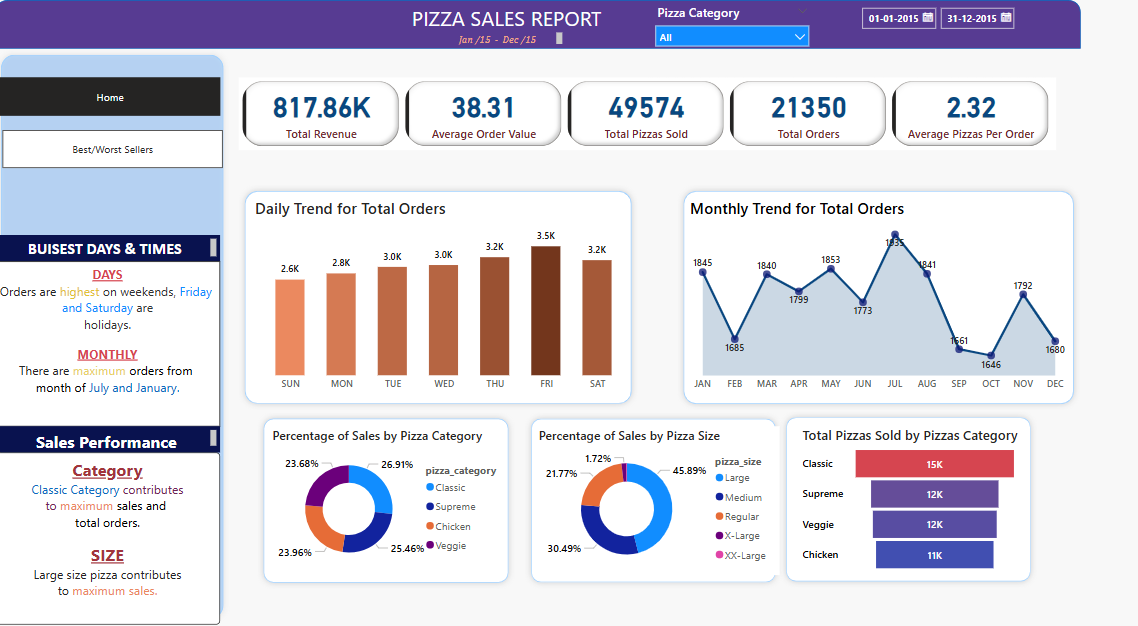 PIZZA SALES REPORT
Jan /15 - Dec /15
Pizza Category
All
01-01-2015
31-12-2015
Home
Best/Worst Sellers
817.86K
Total Revenue
38.31
Average Order Value
49574
Total Pizzas Sold
21350
Total Orders
2.32
Average Pizzas Per Order
BUISEST DAYS & TIMES
DAYS
Orders are highest on weekends, Friday
and Saturday are
holidays.
MONTHLY
There are maximum orders from
month of July and January.
Sales Performance
Category
Classic Category contributes
to maximum sales and
total orders.
SIZE
Large size pizza contributes
to maximum sales.
Daily Trend for Total Orders
2.6K
2.8K
3.0K
3.0K
3.2K
3.5K
3.2K
SUN MON TUE WED THU FRI SAT
Monthly Trend for Total Orders
1845
1685
1840
1799
1853
1773
1935
1841
1661
1646
1792
1680
JAN FEB MAR APR MAY JUN JUL AUG SEP OCT NOV DEC
Percentage of Sales by Pizza Category
23.68%
26.91%
23.96%
25.46%
pizza_category
Classic
Supreme
Chicken
Veggie
Percentage of Sales by Pizza Size
1.72%
21.77%
45.89%
30.49%
pizza_size
Large
Medium
Regular
X-Large
XX-Large
Total Pizzas Sold by Pizzas Category
Classic 15K
Supreme 12K
Veggie 12K
Chicken 11K